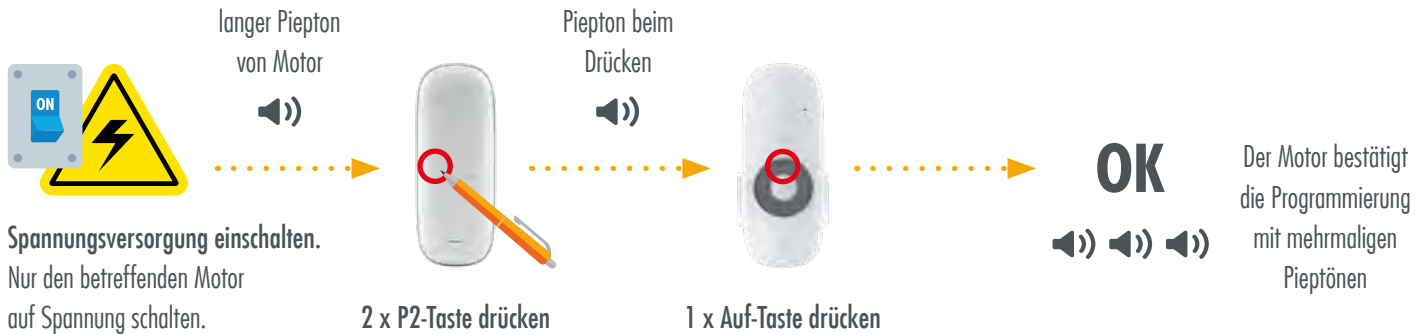 langer Piepton
von Motor
Piepton beim
Drücken
ON
OK
Der Motor bestätigt
die Programmierung
mit mehrmaligen
Pieptönen
Spannungsversorgung einschalten.
Nur den betreffenden Motor
auf Spannung schalten.
2 x P2-Taste drücken
1 x Auf-Taste drücken